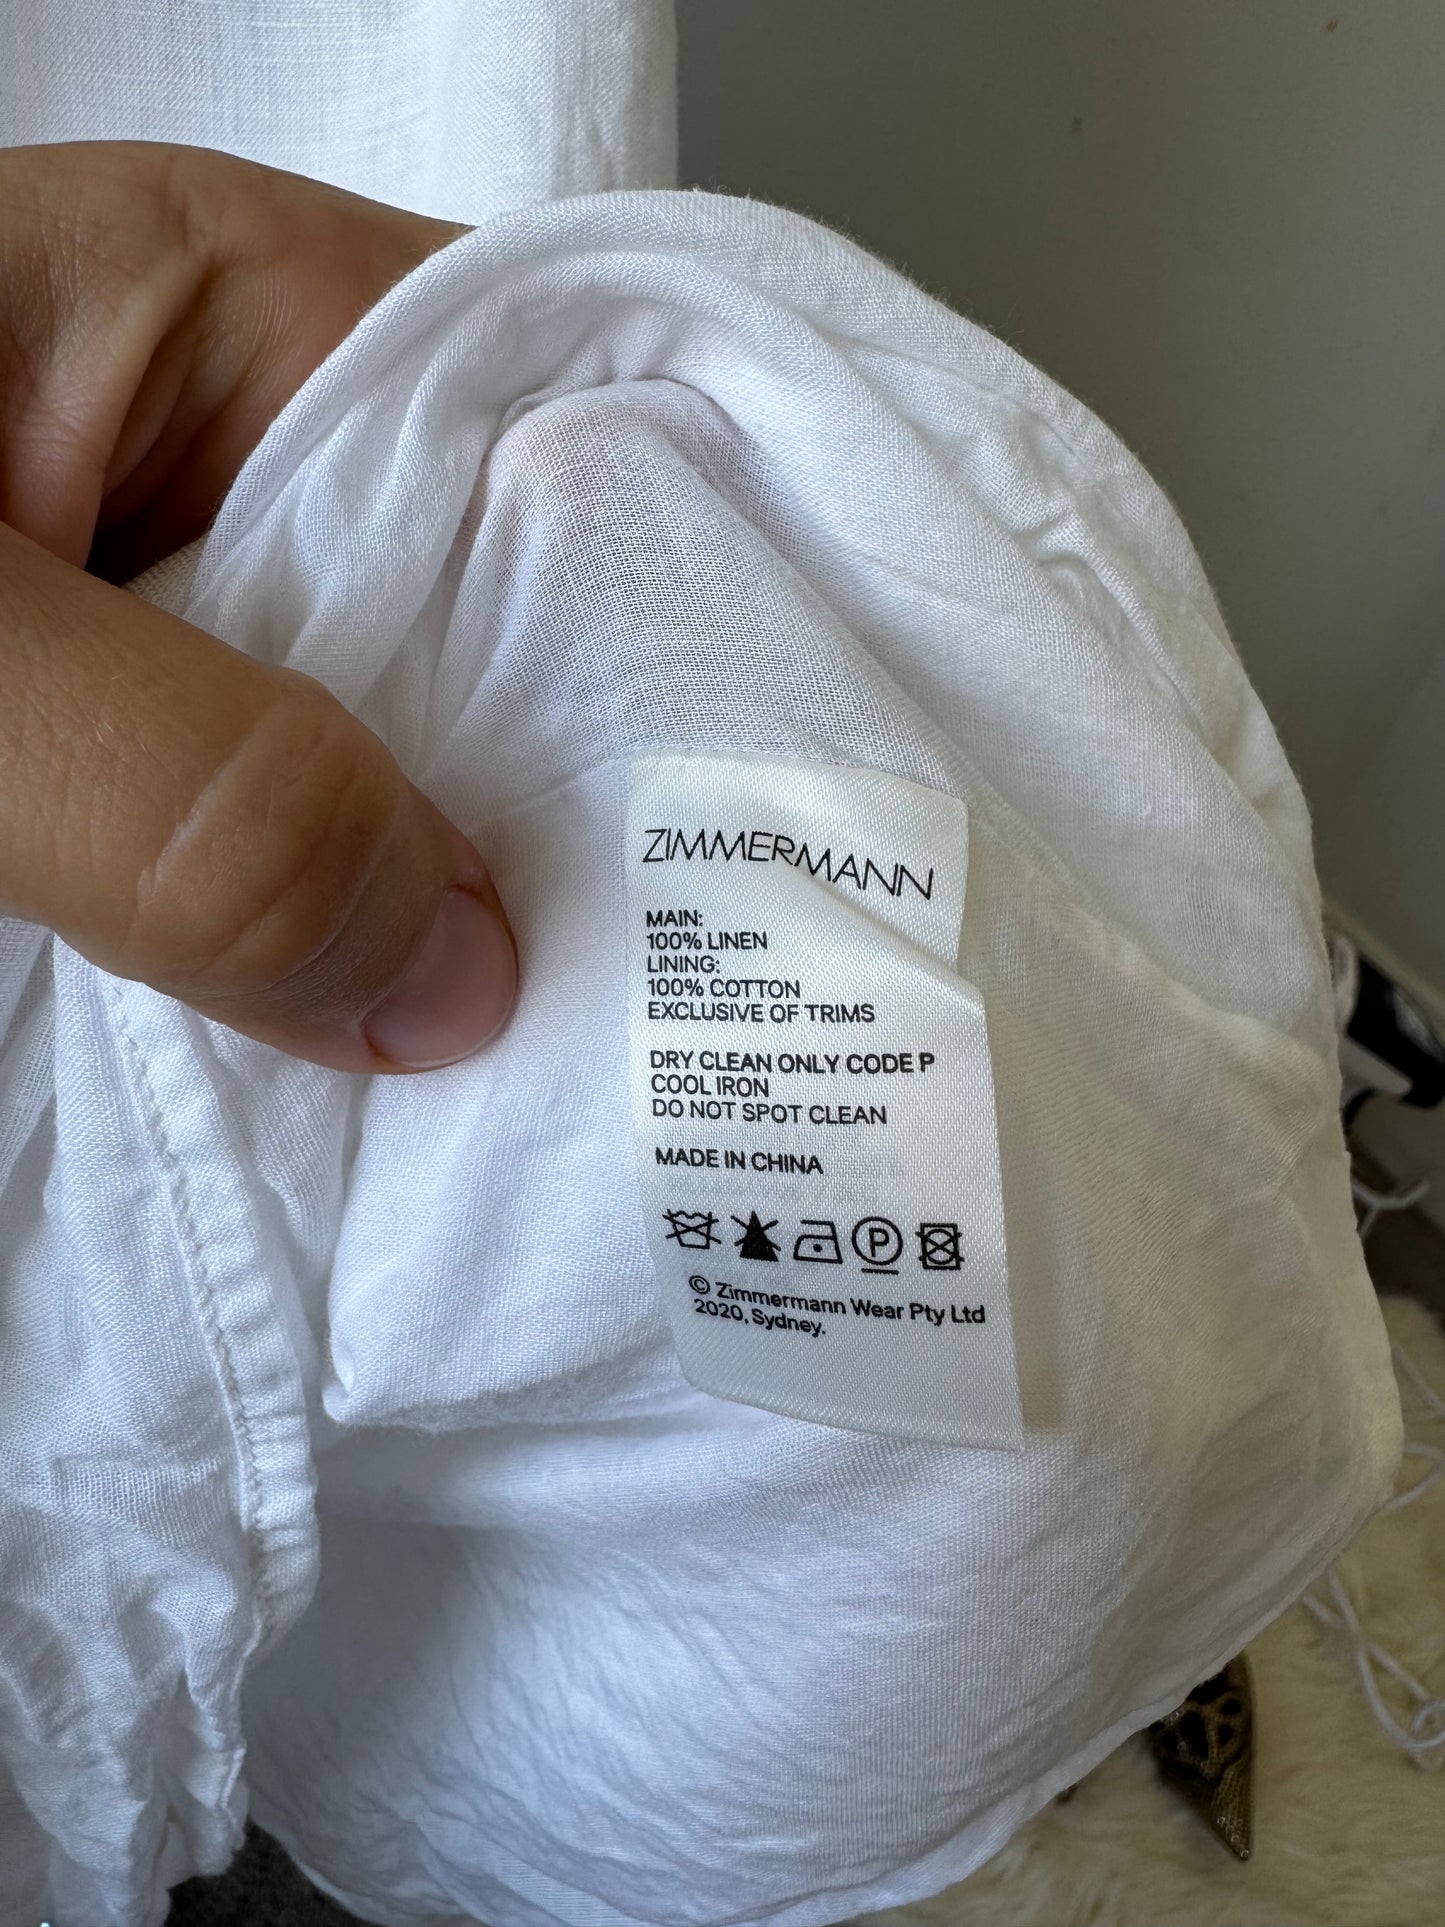 ZIMMERMANN
MAIN:
100% LINEN
LINING:
100% COTTON
EXCLUSIVE OF TRIMS
DRY CLEAN ONLY CODE P
COOL IRON
DO NOT SPOT CLEAN
MADE IN CHINA
P
© Zimmermann Wear Pty Ltd
2020, Sydney.